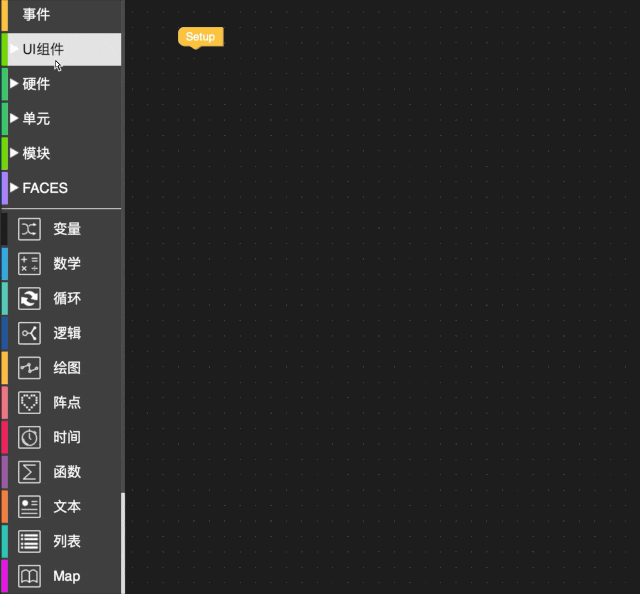 事件
Setup
UI组件
硬件
单元
模块
FACES
变量
数学
循环
逻辑
绘图
阵点
时间
函数
文本
列表
Map